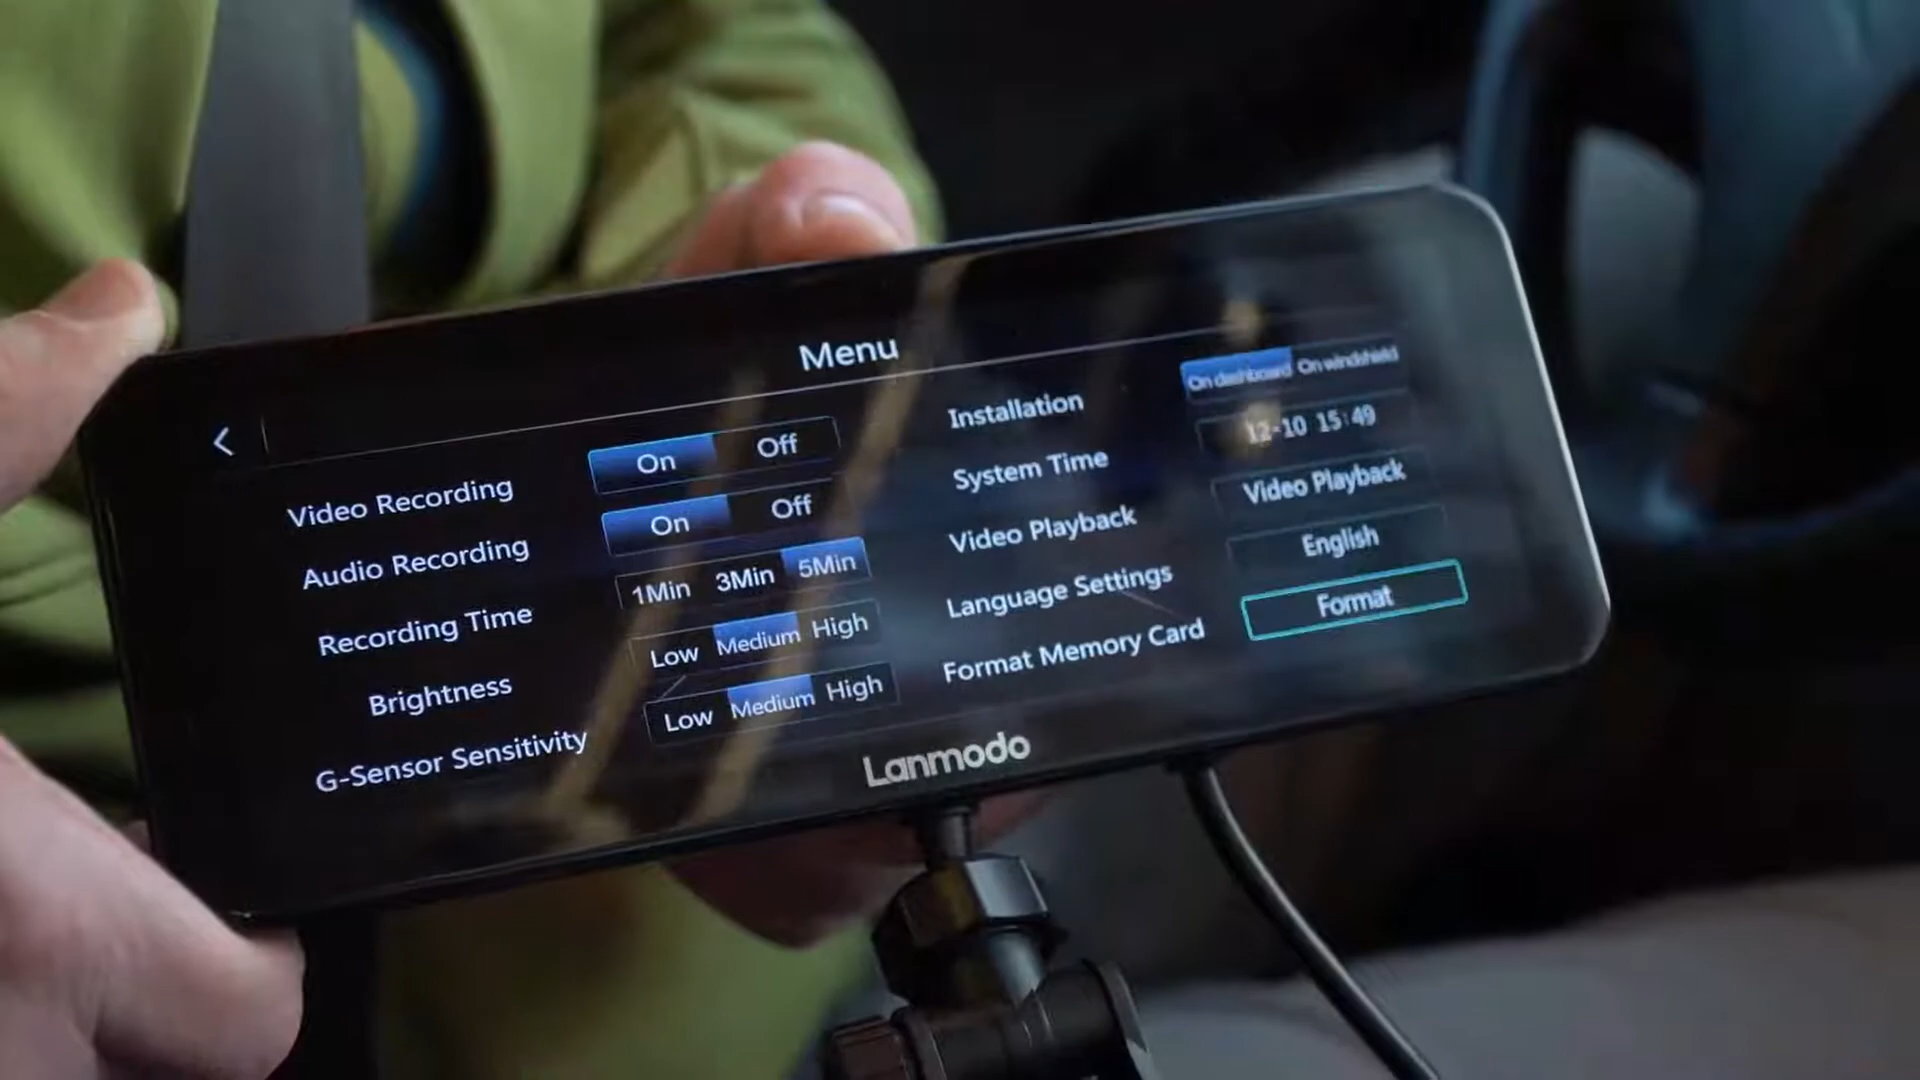 Menu
Video Recording On Off
Audio Recording On Off
Recording Time 1Min 3Min 5Min
Brightness Low Medium High
G-Sensor Sensitivity Low Medium High
Installation On dashboard On windshield
System Time 12-10 15:49
Video Playback Video Playback
Language Settings English
Format Memory Card Format
Lanmodo